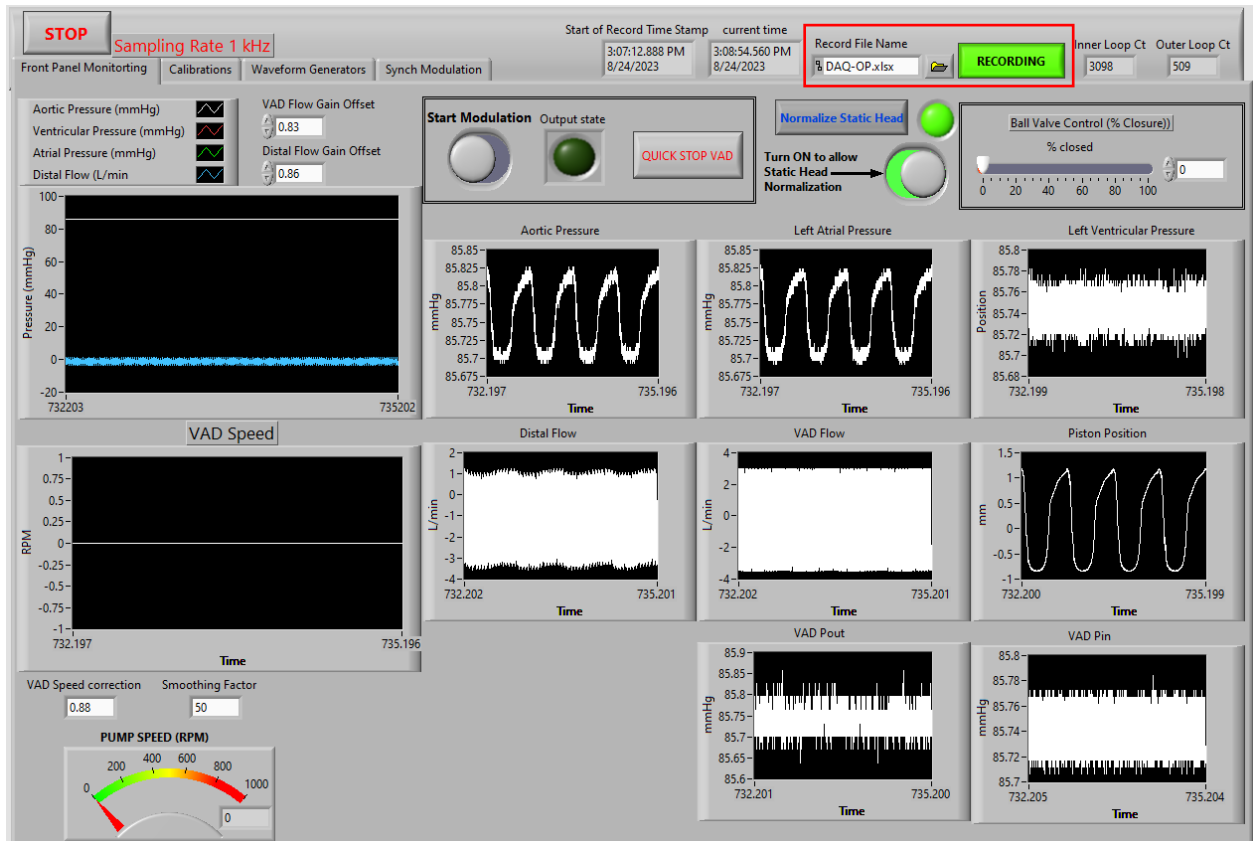 STOP
Sampling Rate 1 kHz
Start of Record Time Stamp
current time
3:07:12.888 PM
8/24/2023
3:08:54.560 PM
8/24/2023
Record File Name
DAQ-OP.xlsx
RECORDING
Inner Loop Ct
Outer Loop Ct
3098
509
Front Panel Monitorting
Calibrations
Waveform Generators
Synch Modulation
Aortic Pressure (mmHg)
Ventricular Pressure (mmHg)
Atrial Pressure (mmHg)
Distal Flow (L/min
VAD Flow Gain Offset
0.83
Distal Flow Gain Offset
0.86
Start Modulation
Output state
QUICK STOP VAD
Normalize Static Head
Turn ON to allow
Static Head
Normalization
Ball Valve Control (% Closure))
% closed
0 20 40 60 80 100
0
Pressure (mmHg)
100
80
60
40
20
0
-20
732203
735202
Aortic Pressure
mmHg
85.85
85.825
85.8
85.775
85.75
85.725
85.7
85.675
732.197
735.196
Time
Left Atrial Pressure
mmHg
85.85
85.825
85.8
85.775
85.75
85.725
85.7
85.675
732.197
735.196
Time
Left Ventricular Pressure
Position
85.8
85.78
85.76
85.74
85.72
85.7
85.68
732.199
735.198
Time
VAD Speed
RPM
1
0.75
0.5
0.25
0
-0.25
-0.5
-0.75
-1
732.197
735.196
Time
Distal Flow
L/min
2
1
0
-1
-2
-3
-4
732.202
735.201
Time
VAD Flow
L/min
4
2
0
-2
-4
732.202
735.201
Time
Piston Position
mm
1.5
1
0.5
0
-0.5
-1
732.200
735.199
Time
VAD Speed correction
0.88
Smoothing Factor
50
PUMP SPEED (RPM)
0 200 400 600 800 1000
0
VAD Pout
mmHg
85.9
85.85
85.8
85.75
85.7
85.65
85.6
732.201
735.200
Time
VAD Pin
mmHg
85.8
85.78
85.76
85.74
85.72
85.7
732.205
735.204
Time